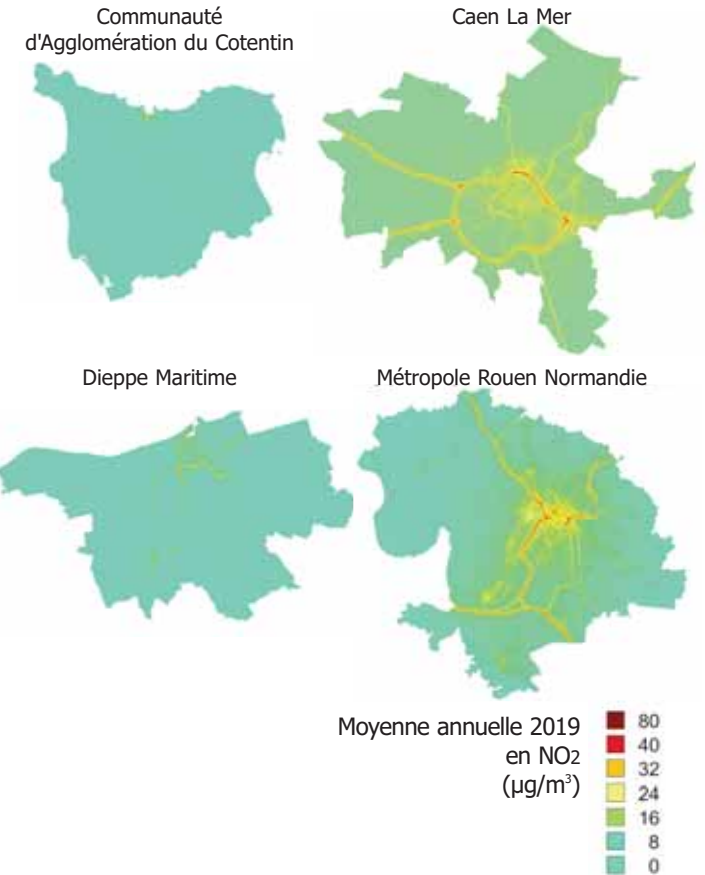 Communauté
d'Agglomération du Cotentin
Caen La Mer
Dieppe Maritime
Métropole Rouen Normandie
Moyenne annuelle 2019
en NO2
(µg/m³)
80
40
32
24
16
8
0